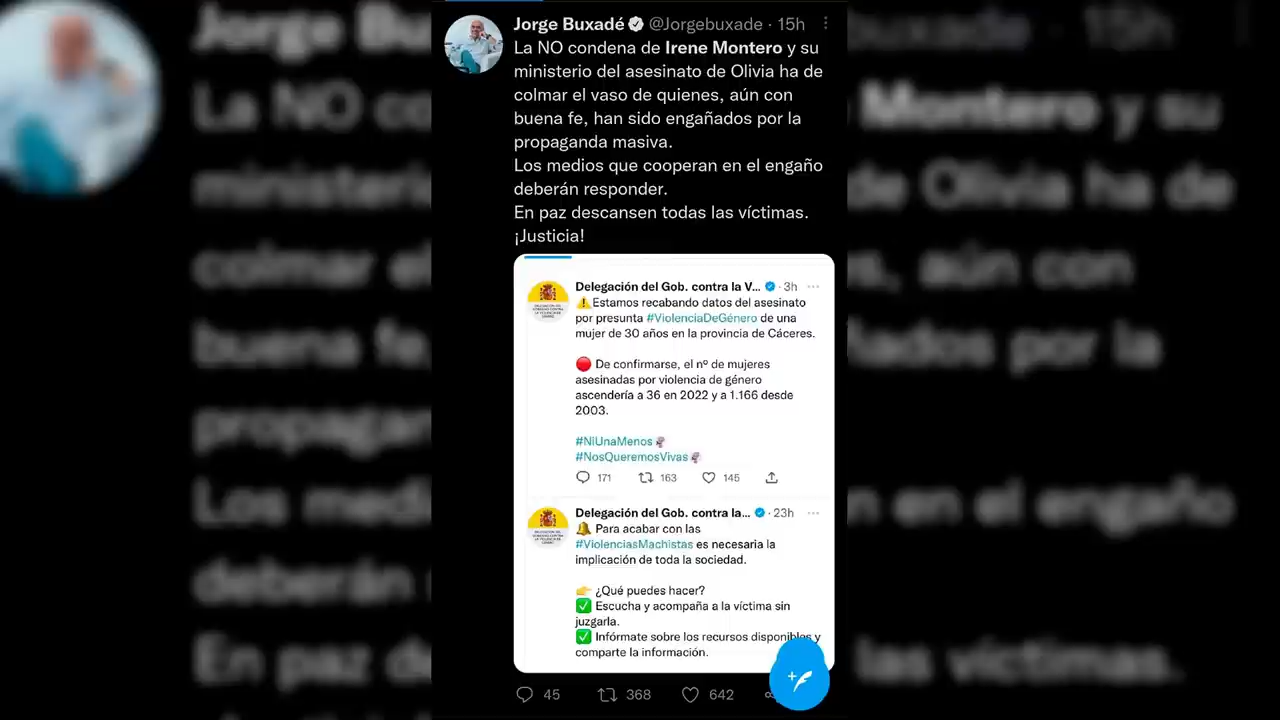 Jorge Buxadé @Jorgebuxade · 15h
La NO condena de Irene Montero y su
ministerio del asesinato de Olivia ha de
colmar el vaso de quienes, aún con
buena fe, han sido engañados por la
propaganda masiva.
Los medios que cooperan en el engaño
deberán responder.
En paz descansen todas las víctimas.
¡Justicia!
Delegación del Gob. contra la V... · 3h
⚠️Estamos recabando datos del asesinato
por presunta #ViolenciaDeGénero de una
mujer de 30 años en la provincia de Cáceres.
🔴 De confirmarse, el nº de mujeres
asesinadas por violencia de género
ascendería a 36 en 2022 y a 1.166 desde
2003.
#NiUnaMenos
#NosQueremosVivas
171 163 145
Delegación del Gob. contra la... · 23h
🔔 Para acabar con las
#ViolenciasMachistas es necesaria la
implicación de toda la sociedad.
👉 ¿Qué puedes hacer?
✅ Escucha y acompaña a la víctima sin
juzgarla.
✅ Infórmate sobre los recursos disponibles y
comparte la información.
45 368 642